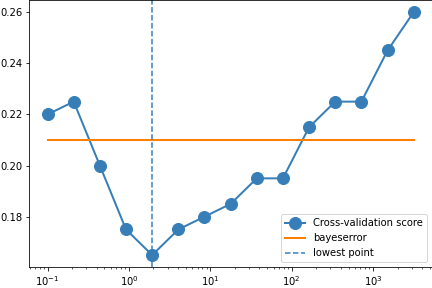 0.26
0.24
0.22
0.20
0.18
Cross-validation score
bayeserror
lowest point
10⁻¹ 10⁰ 10¹ 10² 10³